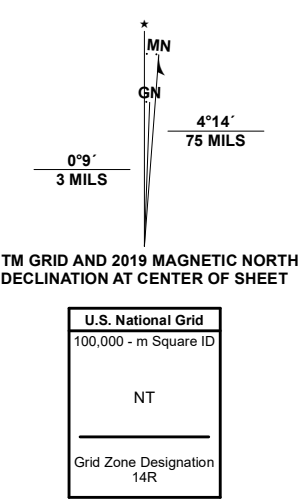 ★
MN
GN
4°14´
75 MILS
0°9´
3 MILS
TM GRID AND 2019 MAGNETIC NORTH
DECLINATION AT CENTER OF SHEET
U.S. National Grid
100,000 - m Square ID
NT
Grid Zone Designation
14R